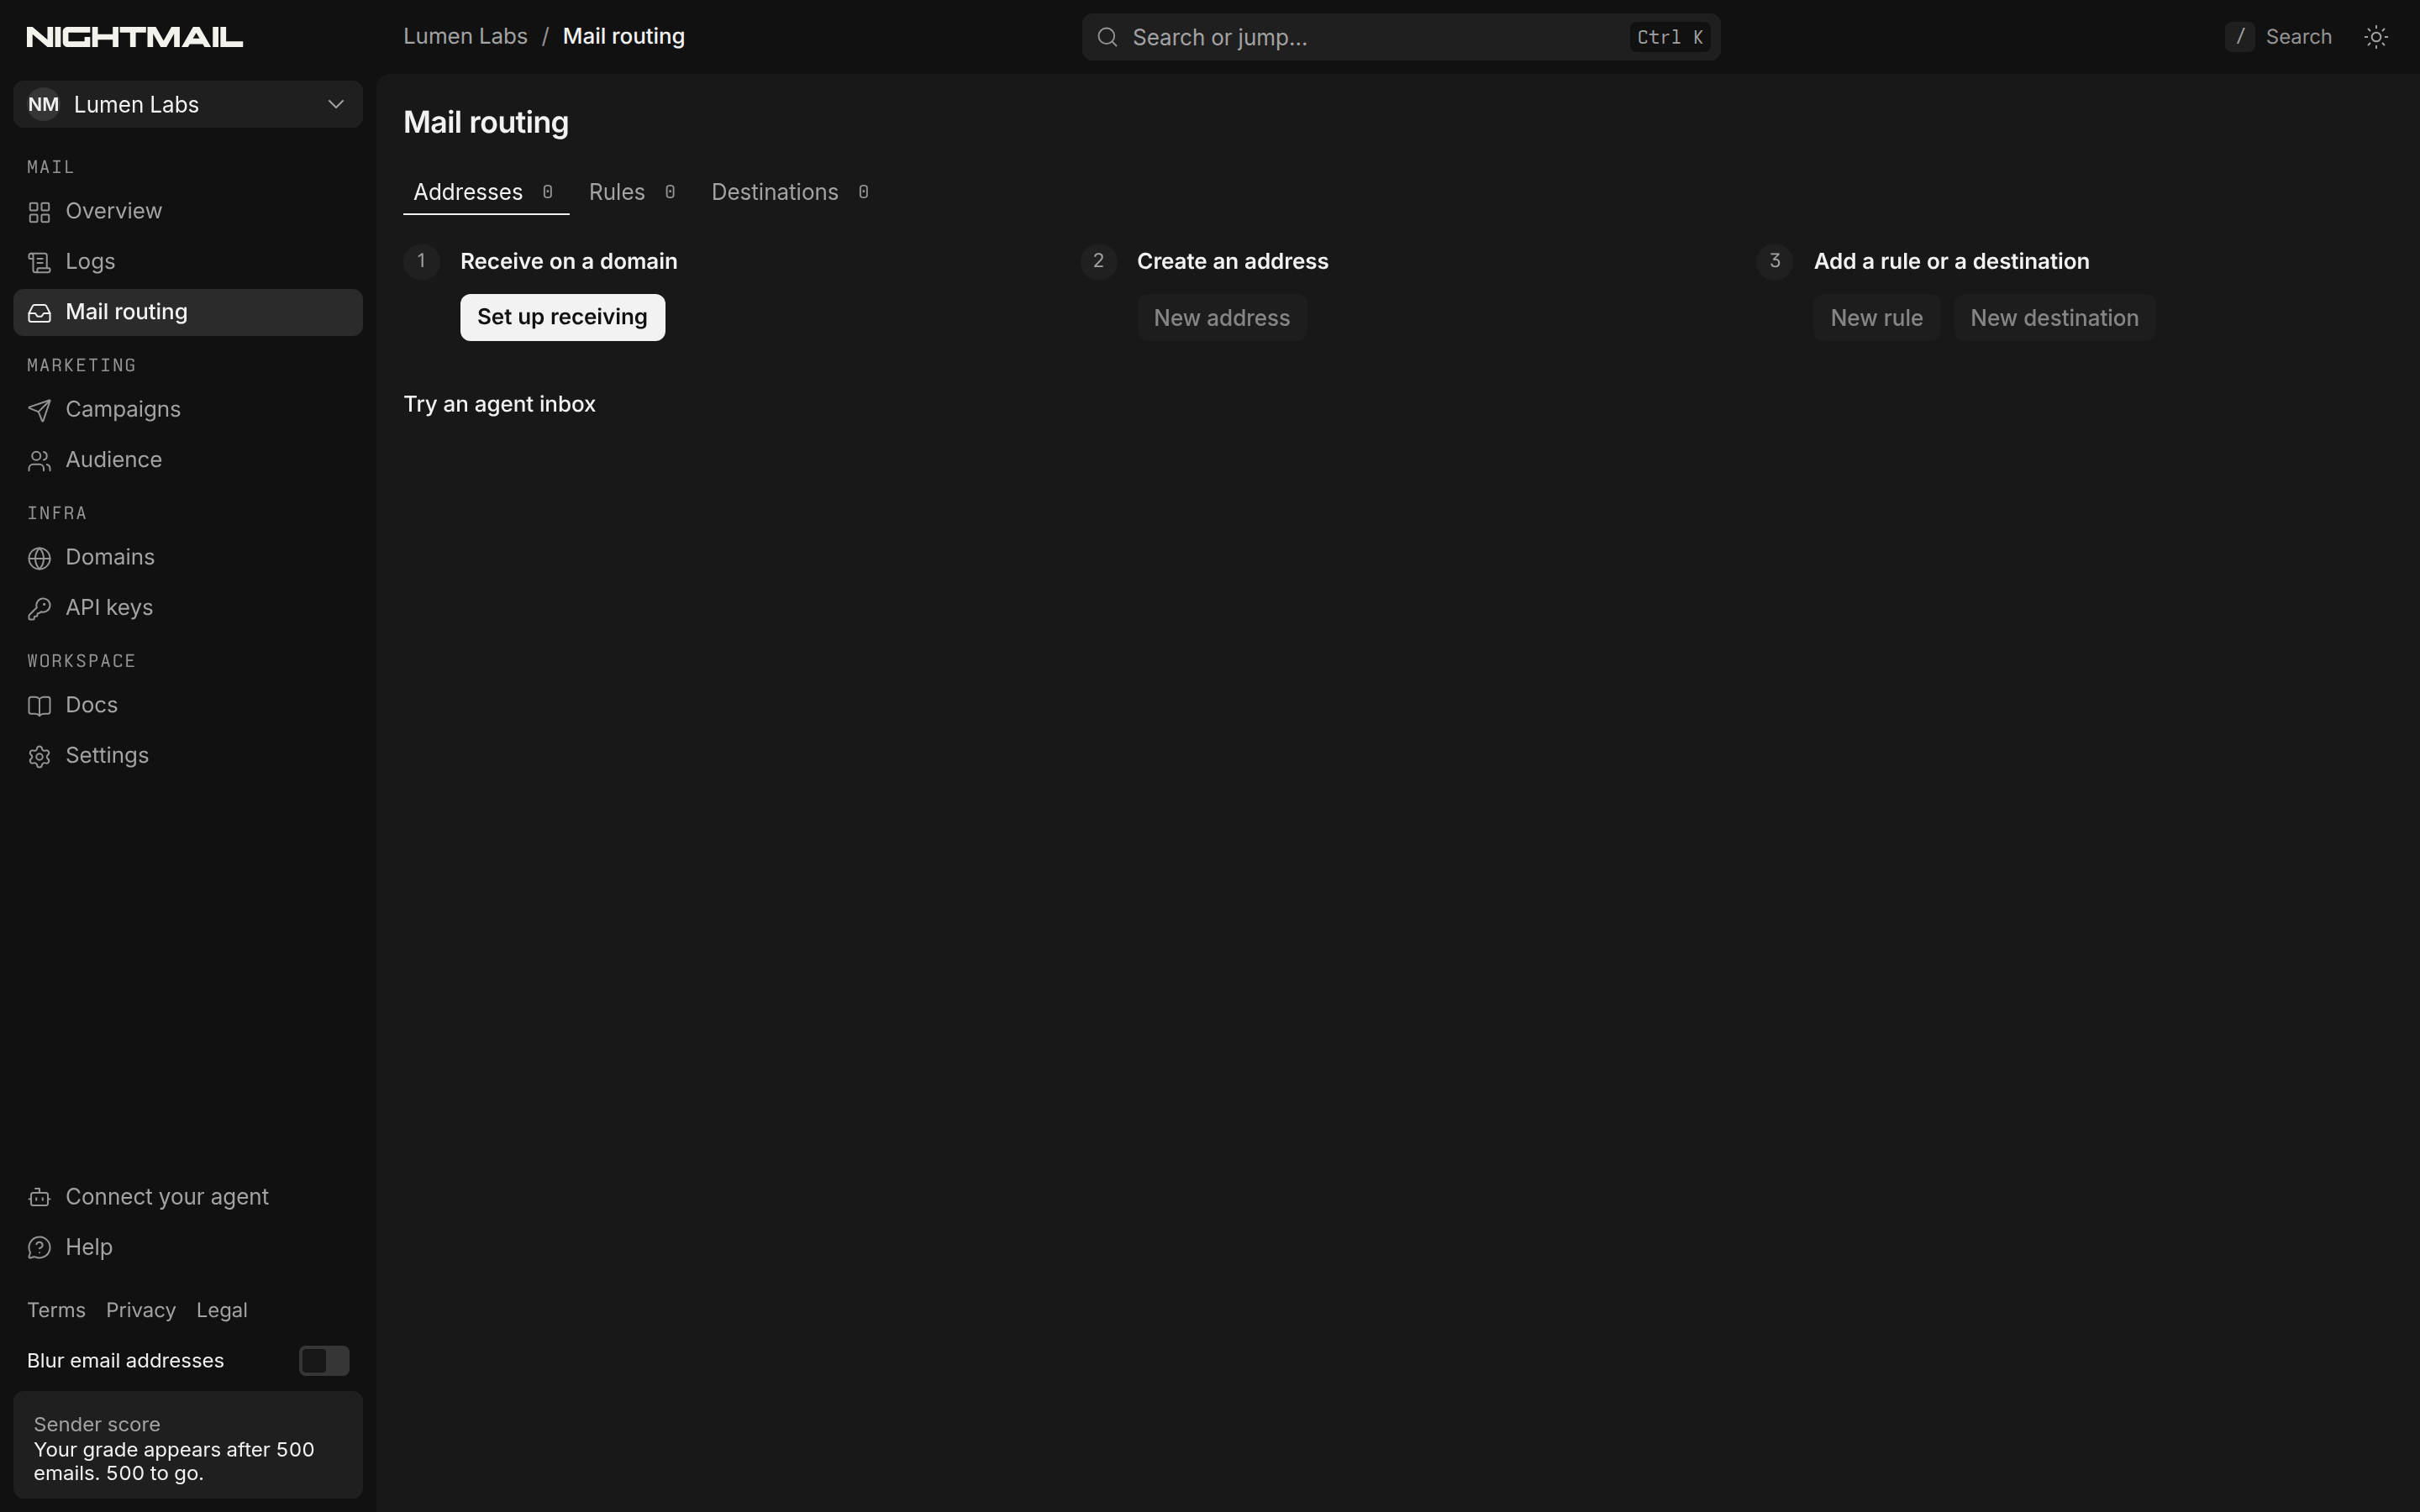 NIGHTMAIL
Lumen Labs / Mail routing
Search or jump...
Ctrl K
/ Search
NM Lumen Labs
MAIL
Overview
Logs
Mail routing
MARKETING
Campaigns
Audience
INFRA
Domains
API keys
WORKSPACE
Docs
Settings
Connect your agent
Help
Terms Privacy Legal
Blur email addresses
Sender score
Your grade appears after 500
emails. 500 to go.
Mail routing
Addresses 0 Rules 0 Destinations 0
1 Receive on a domain
Set up receiving
2 Create an address
New address
3 Add a rule or a destination
New rule New destination
Try an agent inbox